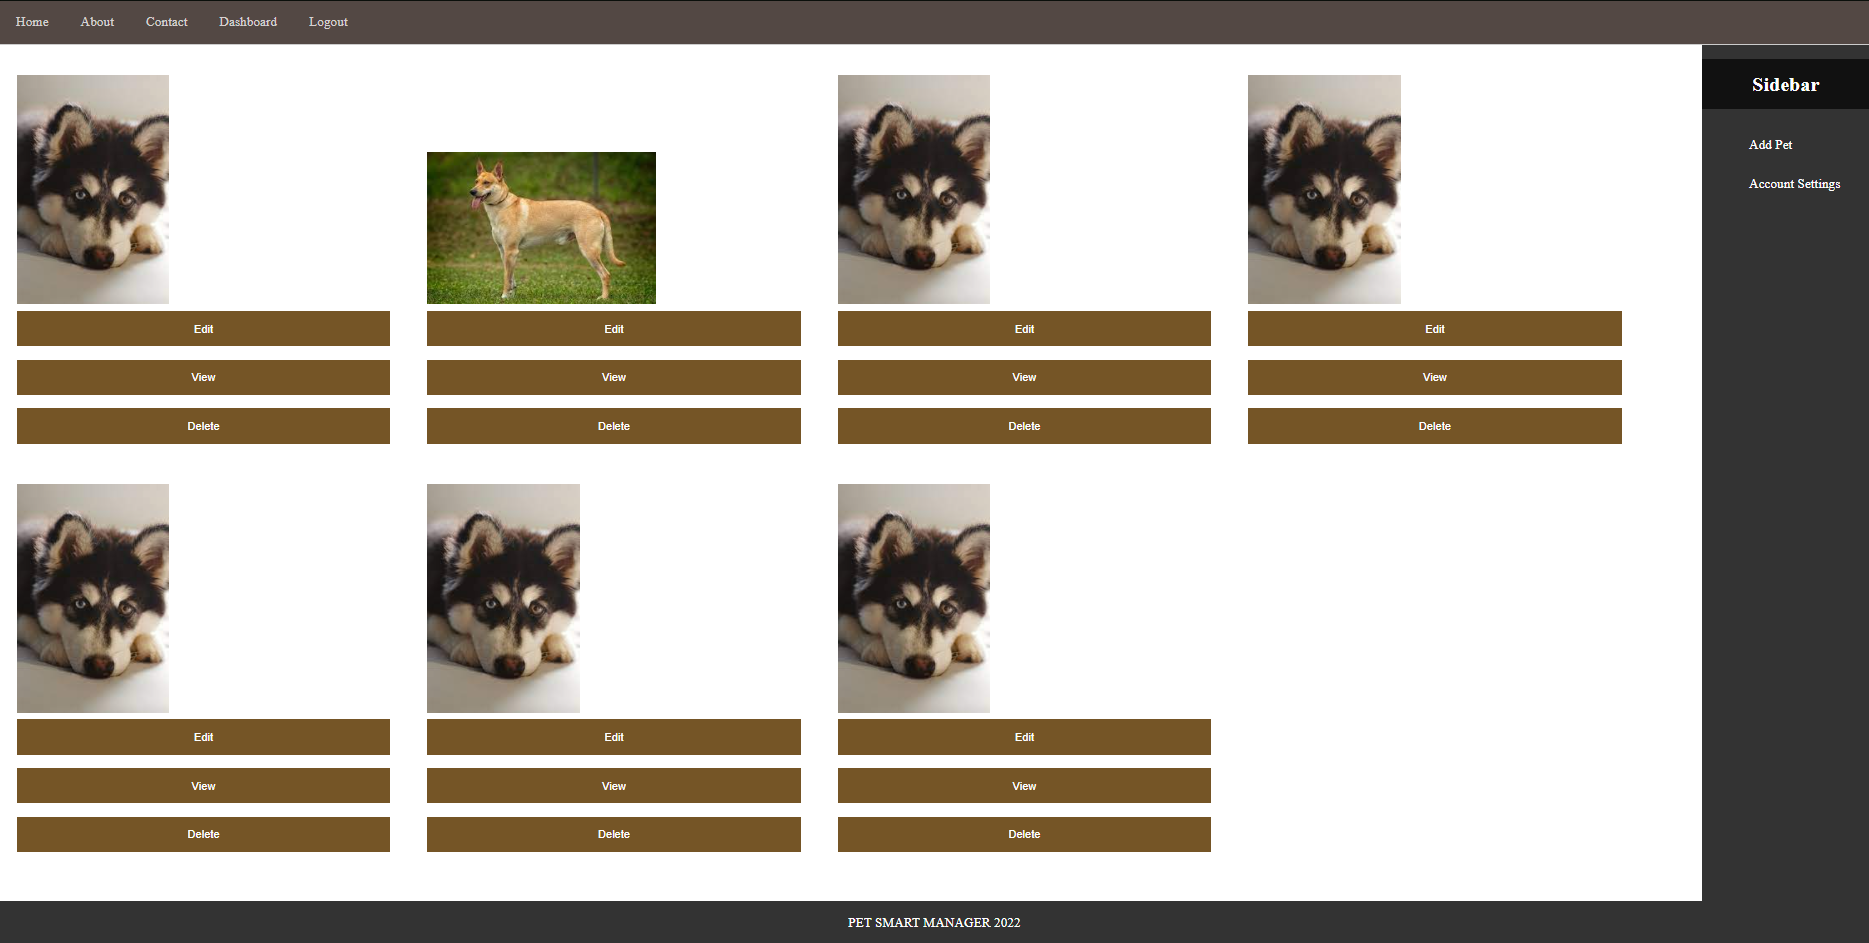 Home About Contact Dashboard Logout
Sidebar
Add Pet
Account Settings
Edit Edit Edit Edit
View View View View
Delete Delete Delete Delete
Edit Edit Edit
View View View
Delete Delete Delete
PET SMART MANAGER 2022